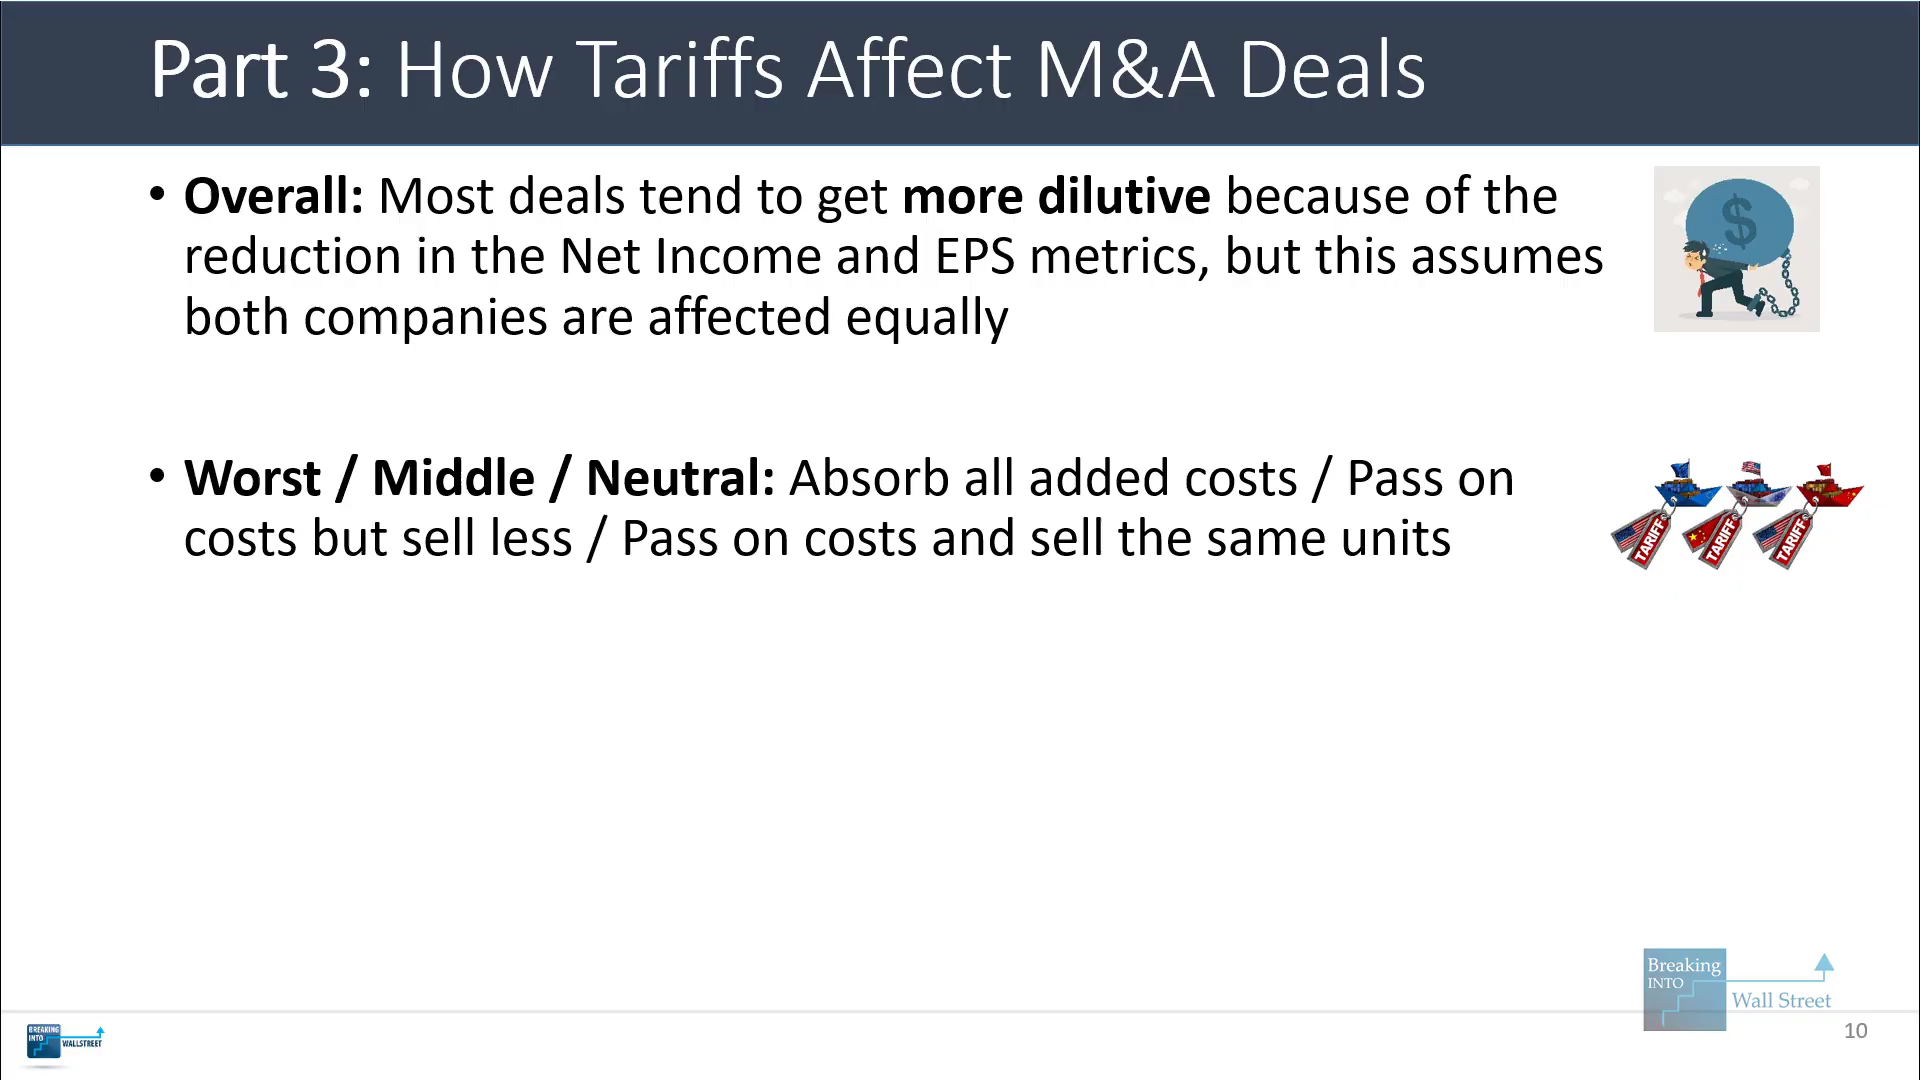 Part 3: How Tariffs Affect M&A Deals
• Overall: Most deals tend to get more dilutive because of the
reduction in the Net Income and EPS metrics, but this assumes
both companies are affected equally
$
• Worst / Middle / Neutral: Absorb all added costs / Pass on
costs but sell less / Pass on costs and sell the same units
TARIFF
TARIFF
TARIFF
Breaking
INTO
Wall Street
BREAKING
INTO
WALLSTREET
10